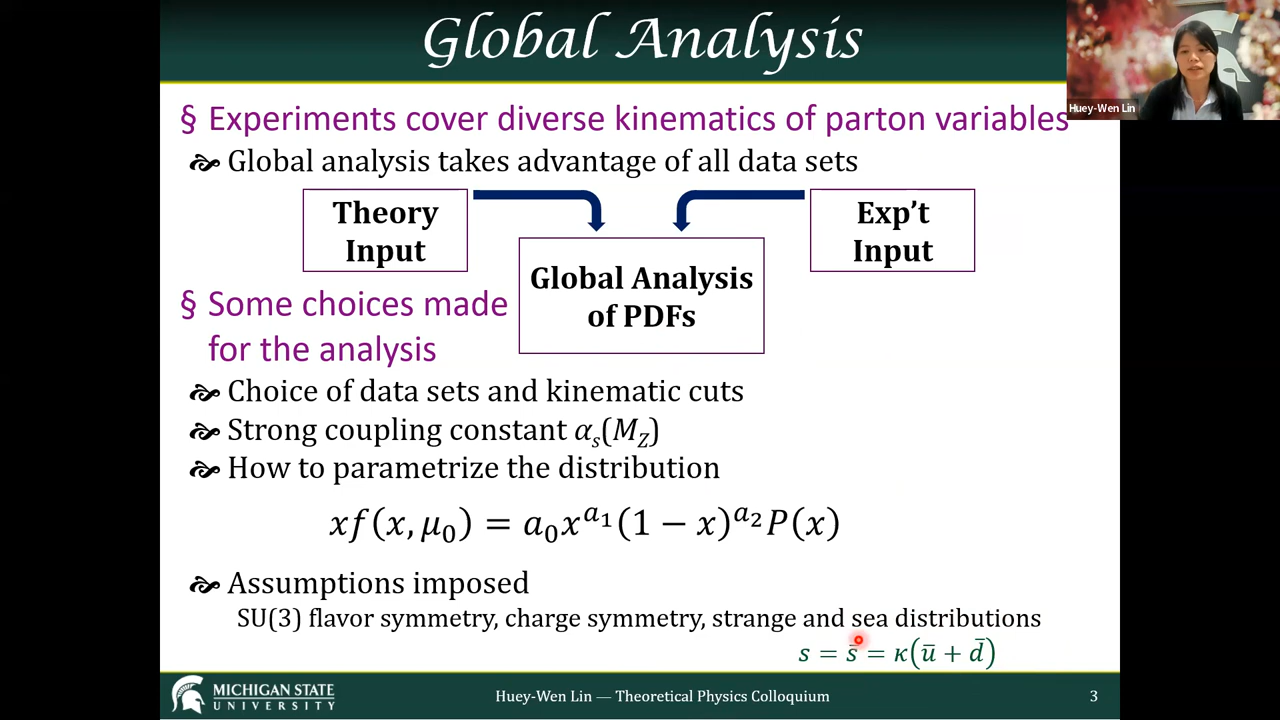 Global Analysis
Huey-Wen Lin
§ Experiments cover diverse kinematics of parton variables
Global analysis takes advantage of all data sets
Theory
Input
Exp’t
Input
Global Analysis
of PDFs
§ Some choices made
for the analysis
Choice of data sets and kinematic cuts
Strong coupling constant αₛ(M_Z)
How to parametrize the distribution
xf(x, μ₀) = a₀x^{a₁}(1 − x)^{a₂}P(x)
Assumptions imposed
SU(3) flavor symmetry, charge symmetry, strange and sea distributions
s = s̄ = κ(ū + d̄)
MICHIGAN STATE
UNIVERSITY
Huey-Wen Lin — Theoretical Physics Colloquium
3